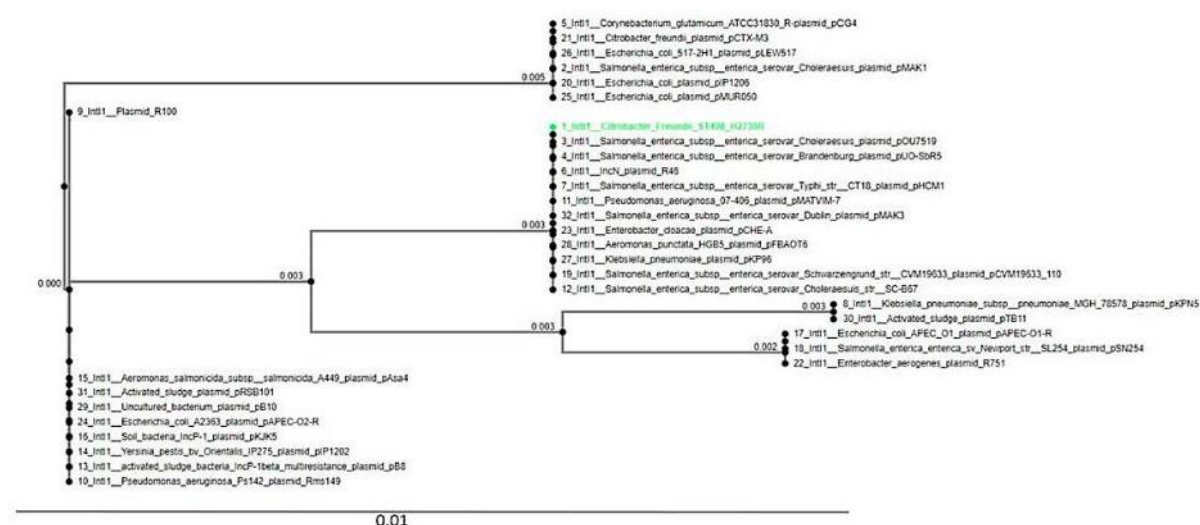 5_IntI1__Corynebacterium_glutamicum_ATCC31830_R-plasmid_pCG4
21_IntI1__Citrobacter_freundii_plasmid_pCTX-M3
26_IntI1__Escherichia_coli_517-2H1_plasmid_pLEW517
2_IntI1__Salmonella_enterica_subsp__enterica_serovar_Choleraesuis_plasmid_pMAK1
0.005
20_IntI1__Escherichia_coli_plasmid_pIP1206
25_IntI1__Escherichia_coli_plasmid_pMUR050
9_IntI1__Plasmid_R100
1_IntI1__Citrobacter_Freundii_ST498_H2730R
3_IntI1__Salmonella_enterica_subsp__enterica_serovar_Choleraesuis_plasmid_pOU7519
4_IntI1__Salmonella_enterica_subsp__enterica_serovar_Brandenburg_plasmid_pUO-SbR5
6_IntI1__IncN_plasmid_R46
7_IntI1__Salmonella_enterica_subsp__enterica_serovar_Typhi_str__CT18_plasmid_pHCM1
11_IntI1__Pseudomonas_aeruginosa_07-406_plasmid_pMATVIM-7
32_IntI1__Salmonella_enterica_subsp__enterica_serovar_Dublin_plasmid_pMAK3
0.003
23_IntI1__Enterobacter_cloacae_plasmid_pCHE-A
28_IntI1__Aeromonas_punctata_HGB5_plasmid_pFBAOT6
27_IntI1__Klebsiella_pneumoniae_plasmid_pKP96
0.003
19_IntI1__Salmonella_enterica_subsp__enterica_serovar_Schwarzengrund_str__CVM19633_plasmid_pCVM19633_110
0.000
12_IntI1__Salmonella_enterica_subsp__enterica_serovar_Choleraesuis_str__SC-B67
0.003
8_IntI1__Klebsiella_pneumoniae_subsp__pneumoniae_MGH_78578_plasmid_pKPN5
30_IntI1__Activated_sludge_plasmid_pTB11
0.003
17_IntI1__Escherichia_coli_APEC_O1_plasmid_pAPEC-O1-R
0.002
18_IntI1__Salmonella_enterica_enterica_sv_Newport_str__SL254_plasmid_pSN254
22_IntI1__Enterobacter_aerogenes_plasmid_R751
15_IntI1__Aeromonas_salmonicida_subsp__salmonicida_A449_plasmid_pAsa4
31_IntI1__Activated_sludge_plasmid_pRSB101
29_IntI1__Uncultured_bacterium_plasmid_pB10
24_IntI1__Escherichia_coli_A2363_plasmid_pAPEC-O2-R
16_IntI1__Soil_bacteria_IncP-1_plasmid_pKJK5
14_IntI1__Yersinia_pestis_bv_Orientalis_IP275_plasmid_pIP1202
13_IntI1__activated_sludge_bacteria_IncP-1beta_multiresistance_plasmid_pB8
10_IntI1__Pseudomonas_aeruginosa_Ps142_plasmid_Rms149
0.01